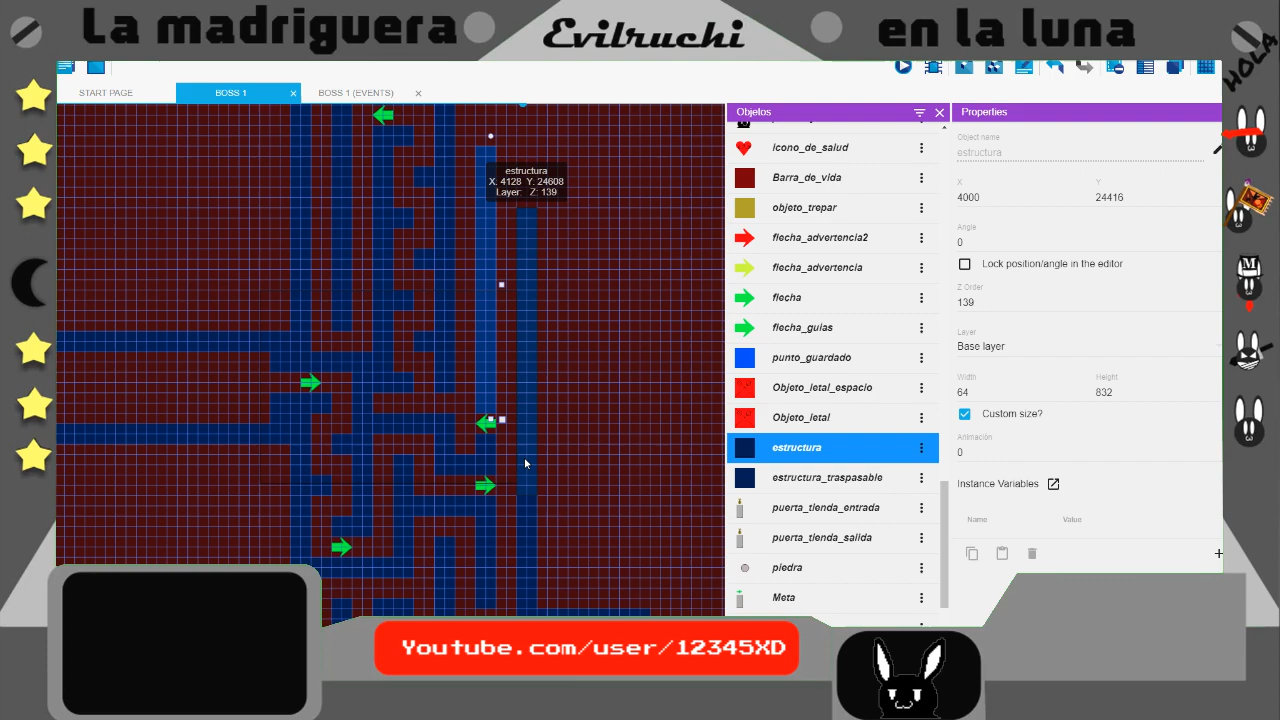 La madriguera
Evilruchi
en la luna
HOLA
START PAGE
BOSS 1
×
BOSS 1 (EVENTS)
×
Objetos
Properties
icono_de_salud
Barra_de_vida
objeto_trepar
flecha_advertencia2
flecha_advertencia
flecha
flecha_guias
punto_guardado
Objeto_letal_espacio
Objeto_letal
estructura
estructura_traspasable
puerta_tienda_entrada
puerta_tienda_salida
piedra
Meta
estructura
X: 4128 Y: 24608
Layer: Z: 139
Object name
estructura
X
Y
4000
24416
Angle
0
Lock position/angle in the editor
Z Order
139
Layer
Base layer
Width
Height
64
832
Custom size?
Animación
0
Instance Variables
Name
Value
M
Youtube.com/user/12345XD